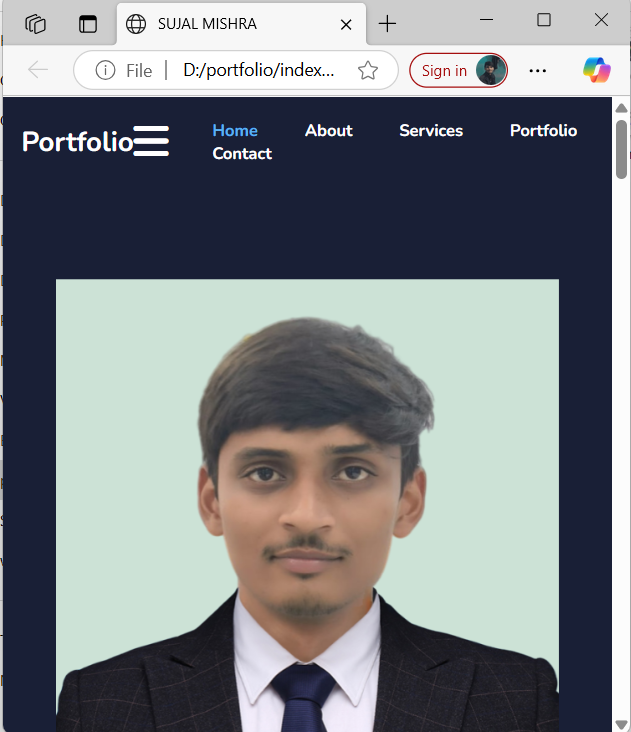 SUJAL MISHRA
File
D:/portfolio/index...
Sign in
Portfolio
Home About Services Portfolio
Contact